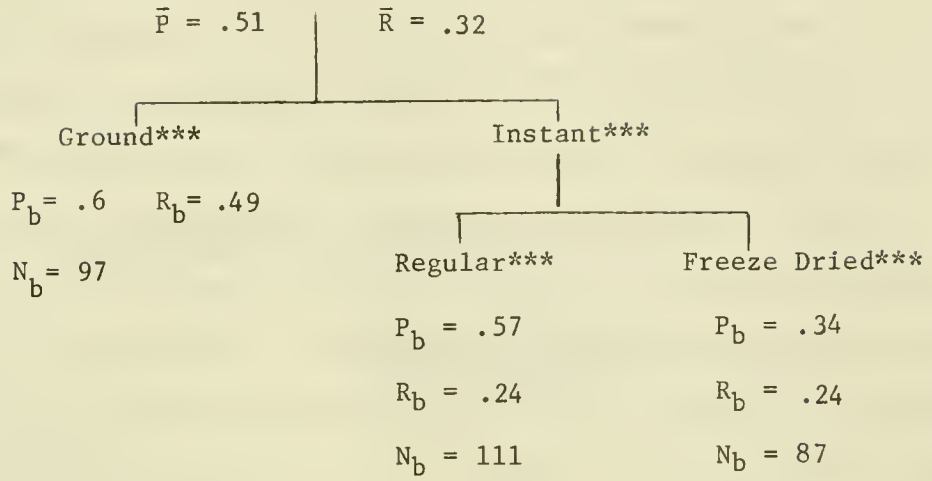 P̄ = .51 R̄ = .32
Ground*** Instant***
P_b = .6 R_b = .49
N_b = 97
Regular*** Freeze Dried***
P_b = .57 P_b = .34
R_b = .24 R_b = .24
N_b = 111 N_b = 87